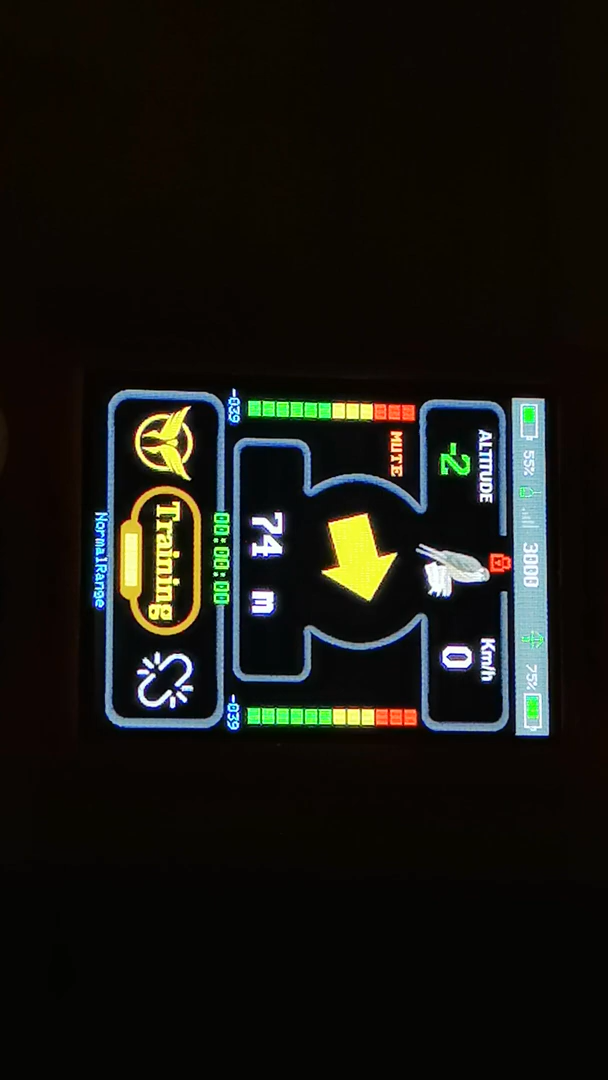 55% 3000 75%
ALTITUDE
-2
Km/h
0
MUTE
74 m
-039
-039
00:00:00
Training
NormalRange